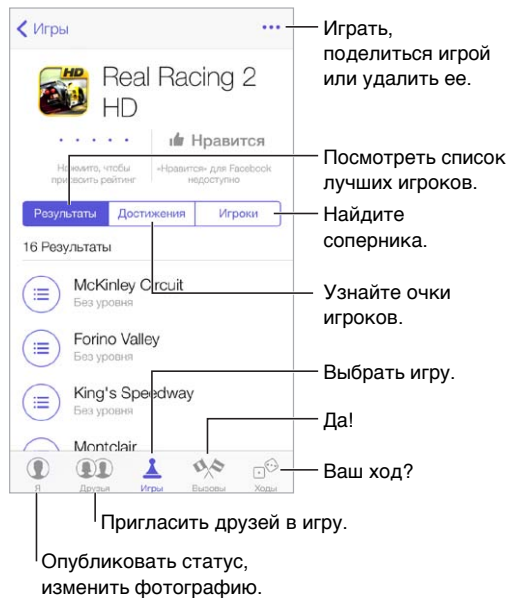 Игры
Real Racing 2
HD
HD
Нравится
Нажмите, чтобы
присвоить рейтинг
«Нравится» для Facebook
недоступно
Результаты
Достижения
Игроки
16 Результаты
McKinley Circuit
Без уровня
Forino Valley
Без уровня
King's Speedway
Без уровня
Montclair
Я
Друзья
Игры
Вызовы
Ходы
Играть,
поделиться игрой
или удалить ее.
Посмотреть список
лучших игроков.
Найдите
соперника.
Узнайте очки
игроков.
Выбрать игру.
Да!
Ваш ход?
Пригласить друзей в игру.
Опубликовать статус,
изменить фотографию.